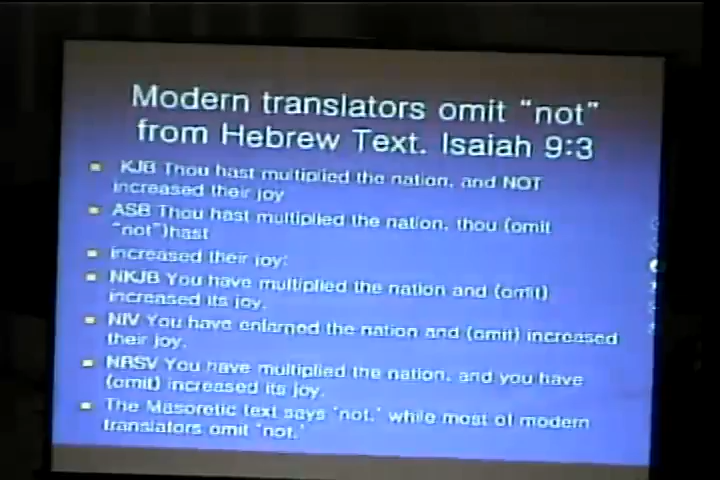 Modern translators omit "not"
from Hebrew Text. Isaiah 9:3
KJB Thou hast multiplied the nation, and NOT
increased their joy
ASB Thou hast multiplied the nation, thou (omit
"not")hast
increased their joy:
NKJB You have multiplied the nation and (omit)
increased its joy.
NIV You have enlarged the nation and (omit) increased
their joy.
NRSV You have multiplied the nation, and you have
(omit) increased its joy.
The Masoretic text says 'not,' while most of modern
translators omit 'not.'